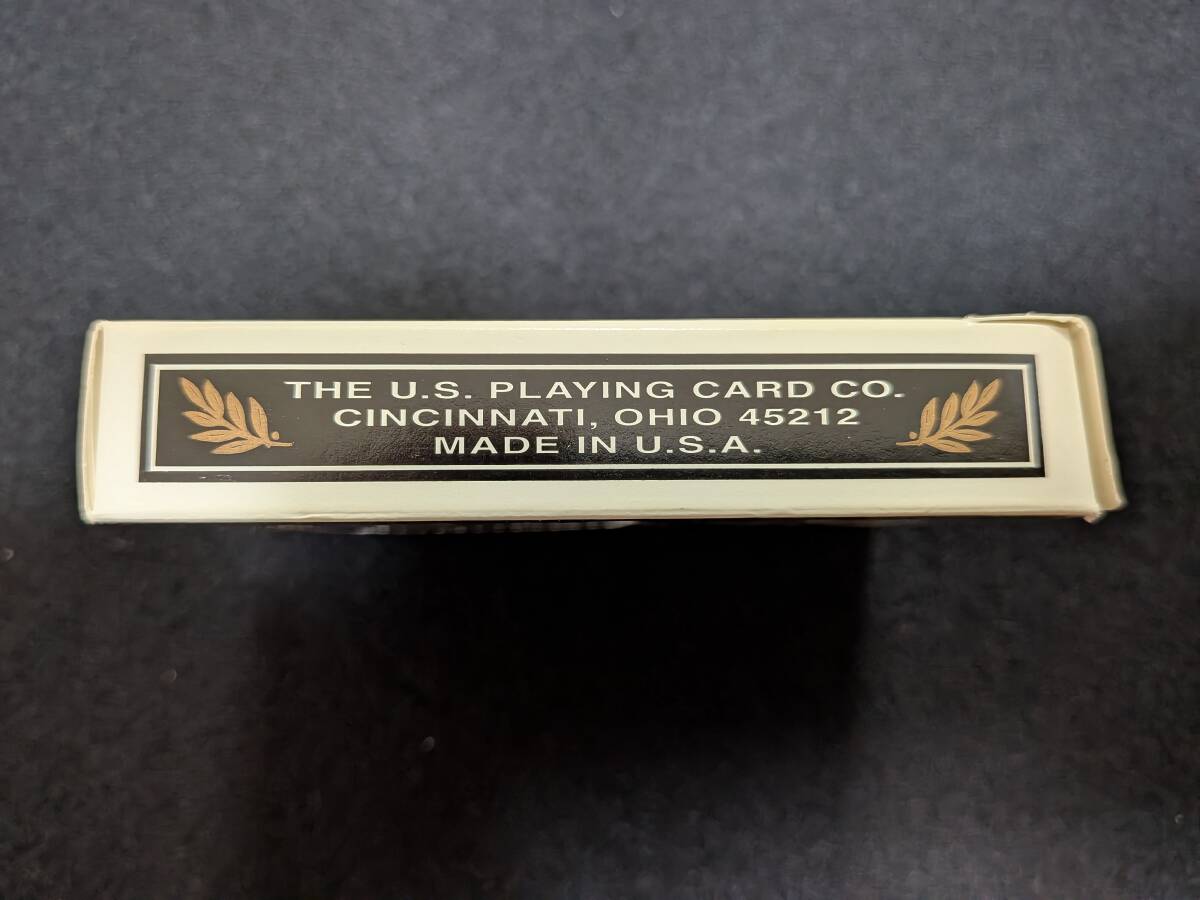 THE U.S. PLAYING CARD CO.
CINCINNATI, OHIO 45212
MADE IN U.S.A.